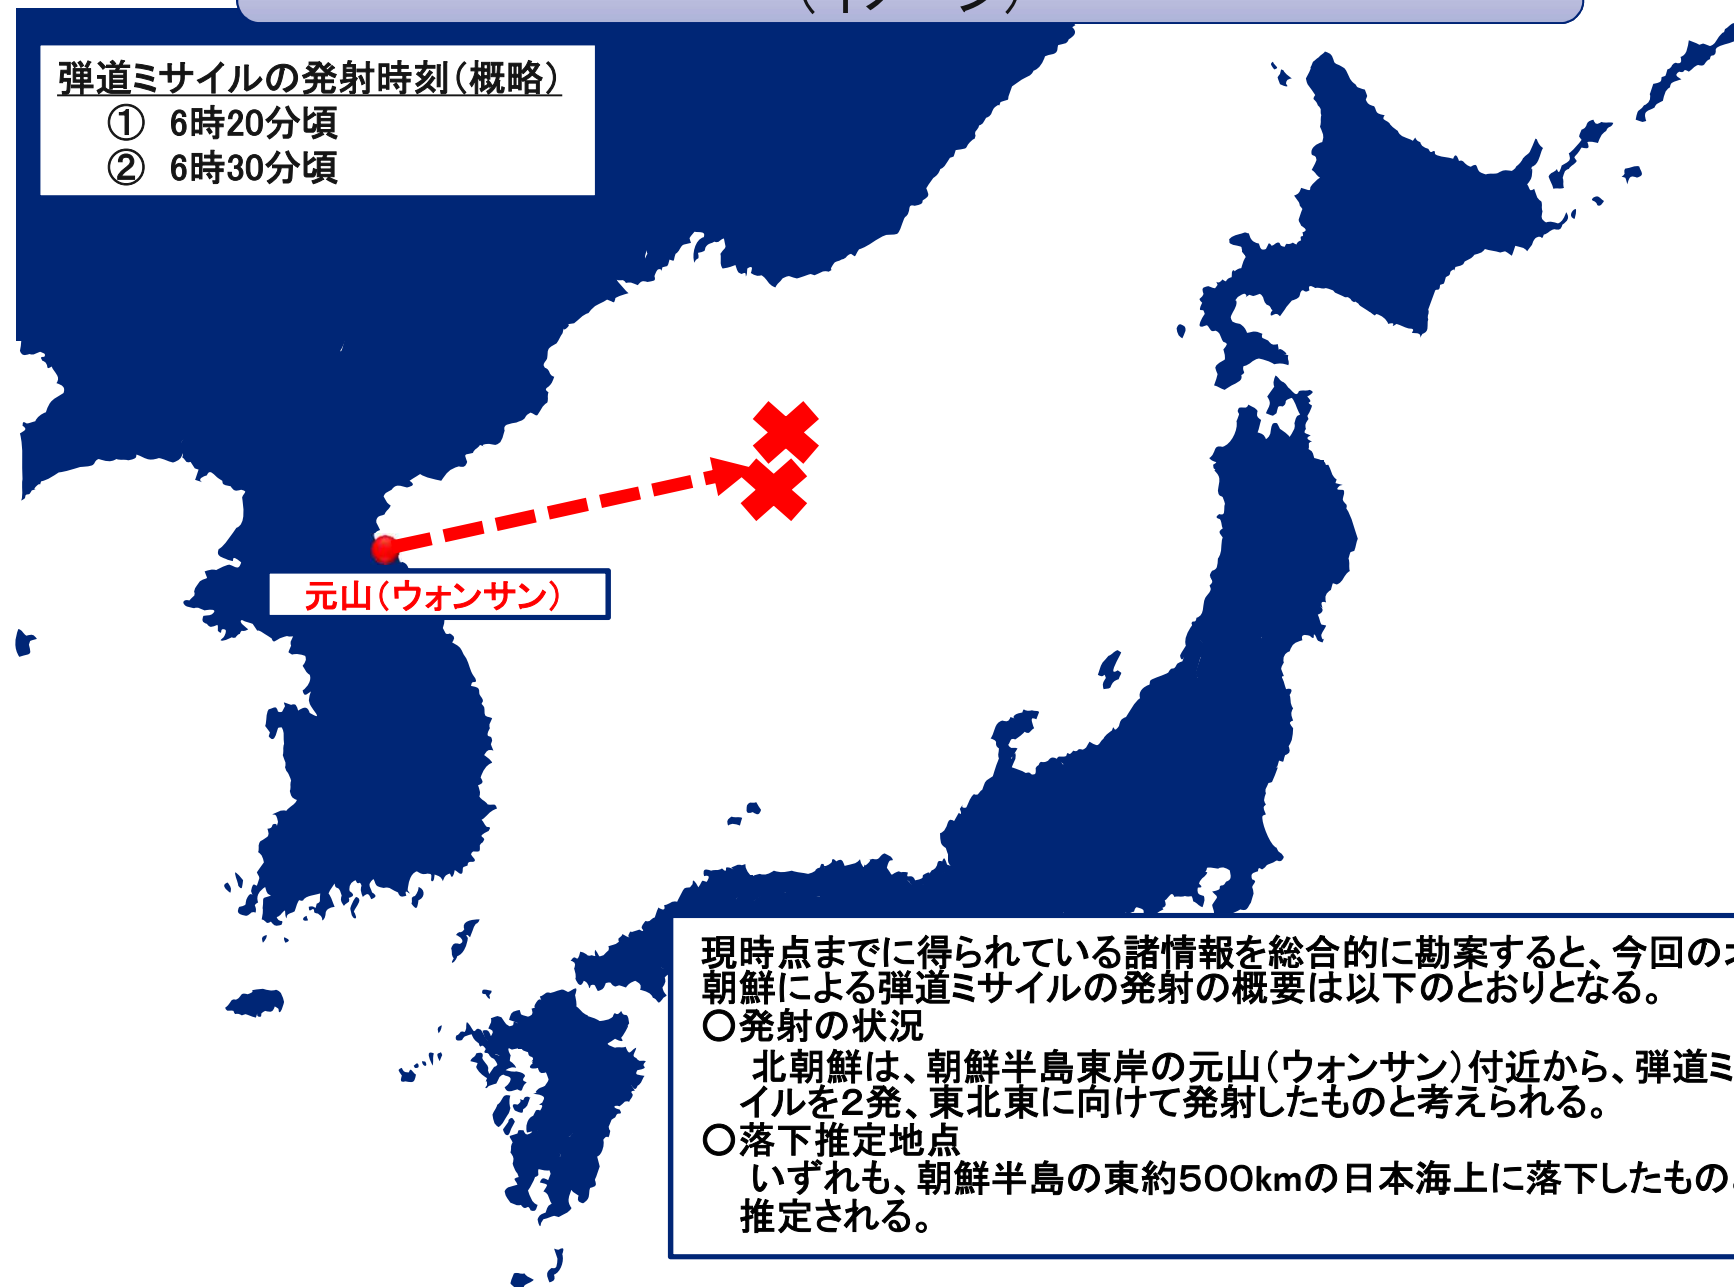 (イメージ)
弾道ミサイルの発射時刻(概略)
① 6時20分頃
② 6時30分頃
元山(ウォンサン)
現時点までに得られている諸情報を総合的に勘案すると、今回の
朝鮮による弾道ミサイルの発射の概要は以下のとおりとなる。
○発射の状況
北朝鮮は、朝鮮半島東岸の元山(ウォンサン)付近から、弾道ミ
イルを2発、東北東に向けて発射したものと考えられる。
○落下推定地点
いずれも、朝鮮半島の東約500kmの日本海上に落下したもの
推定される。